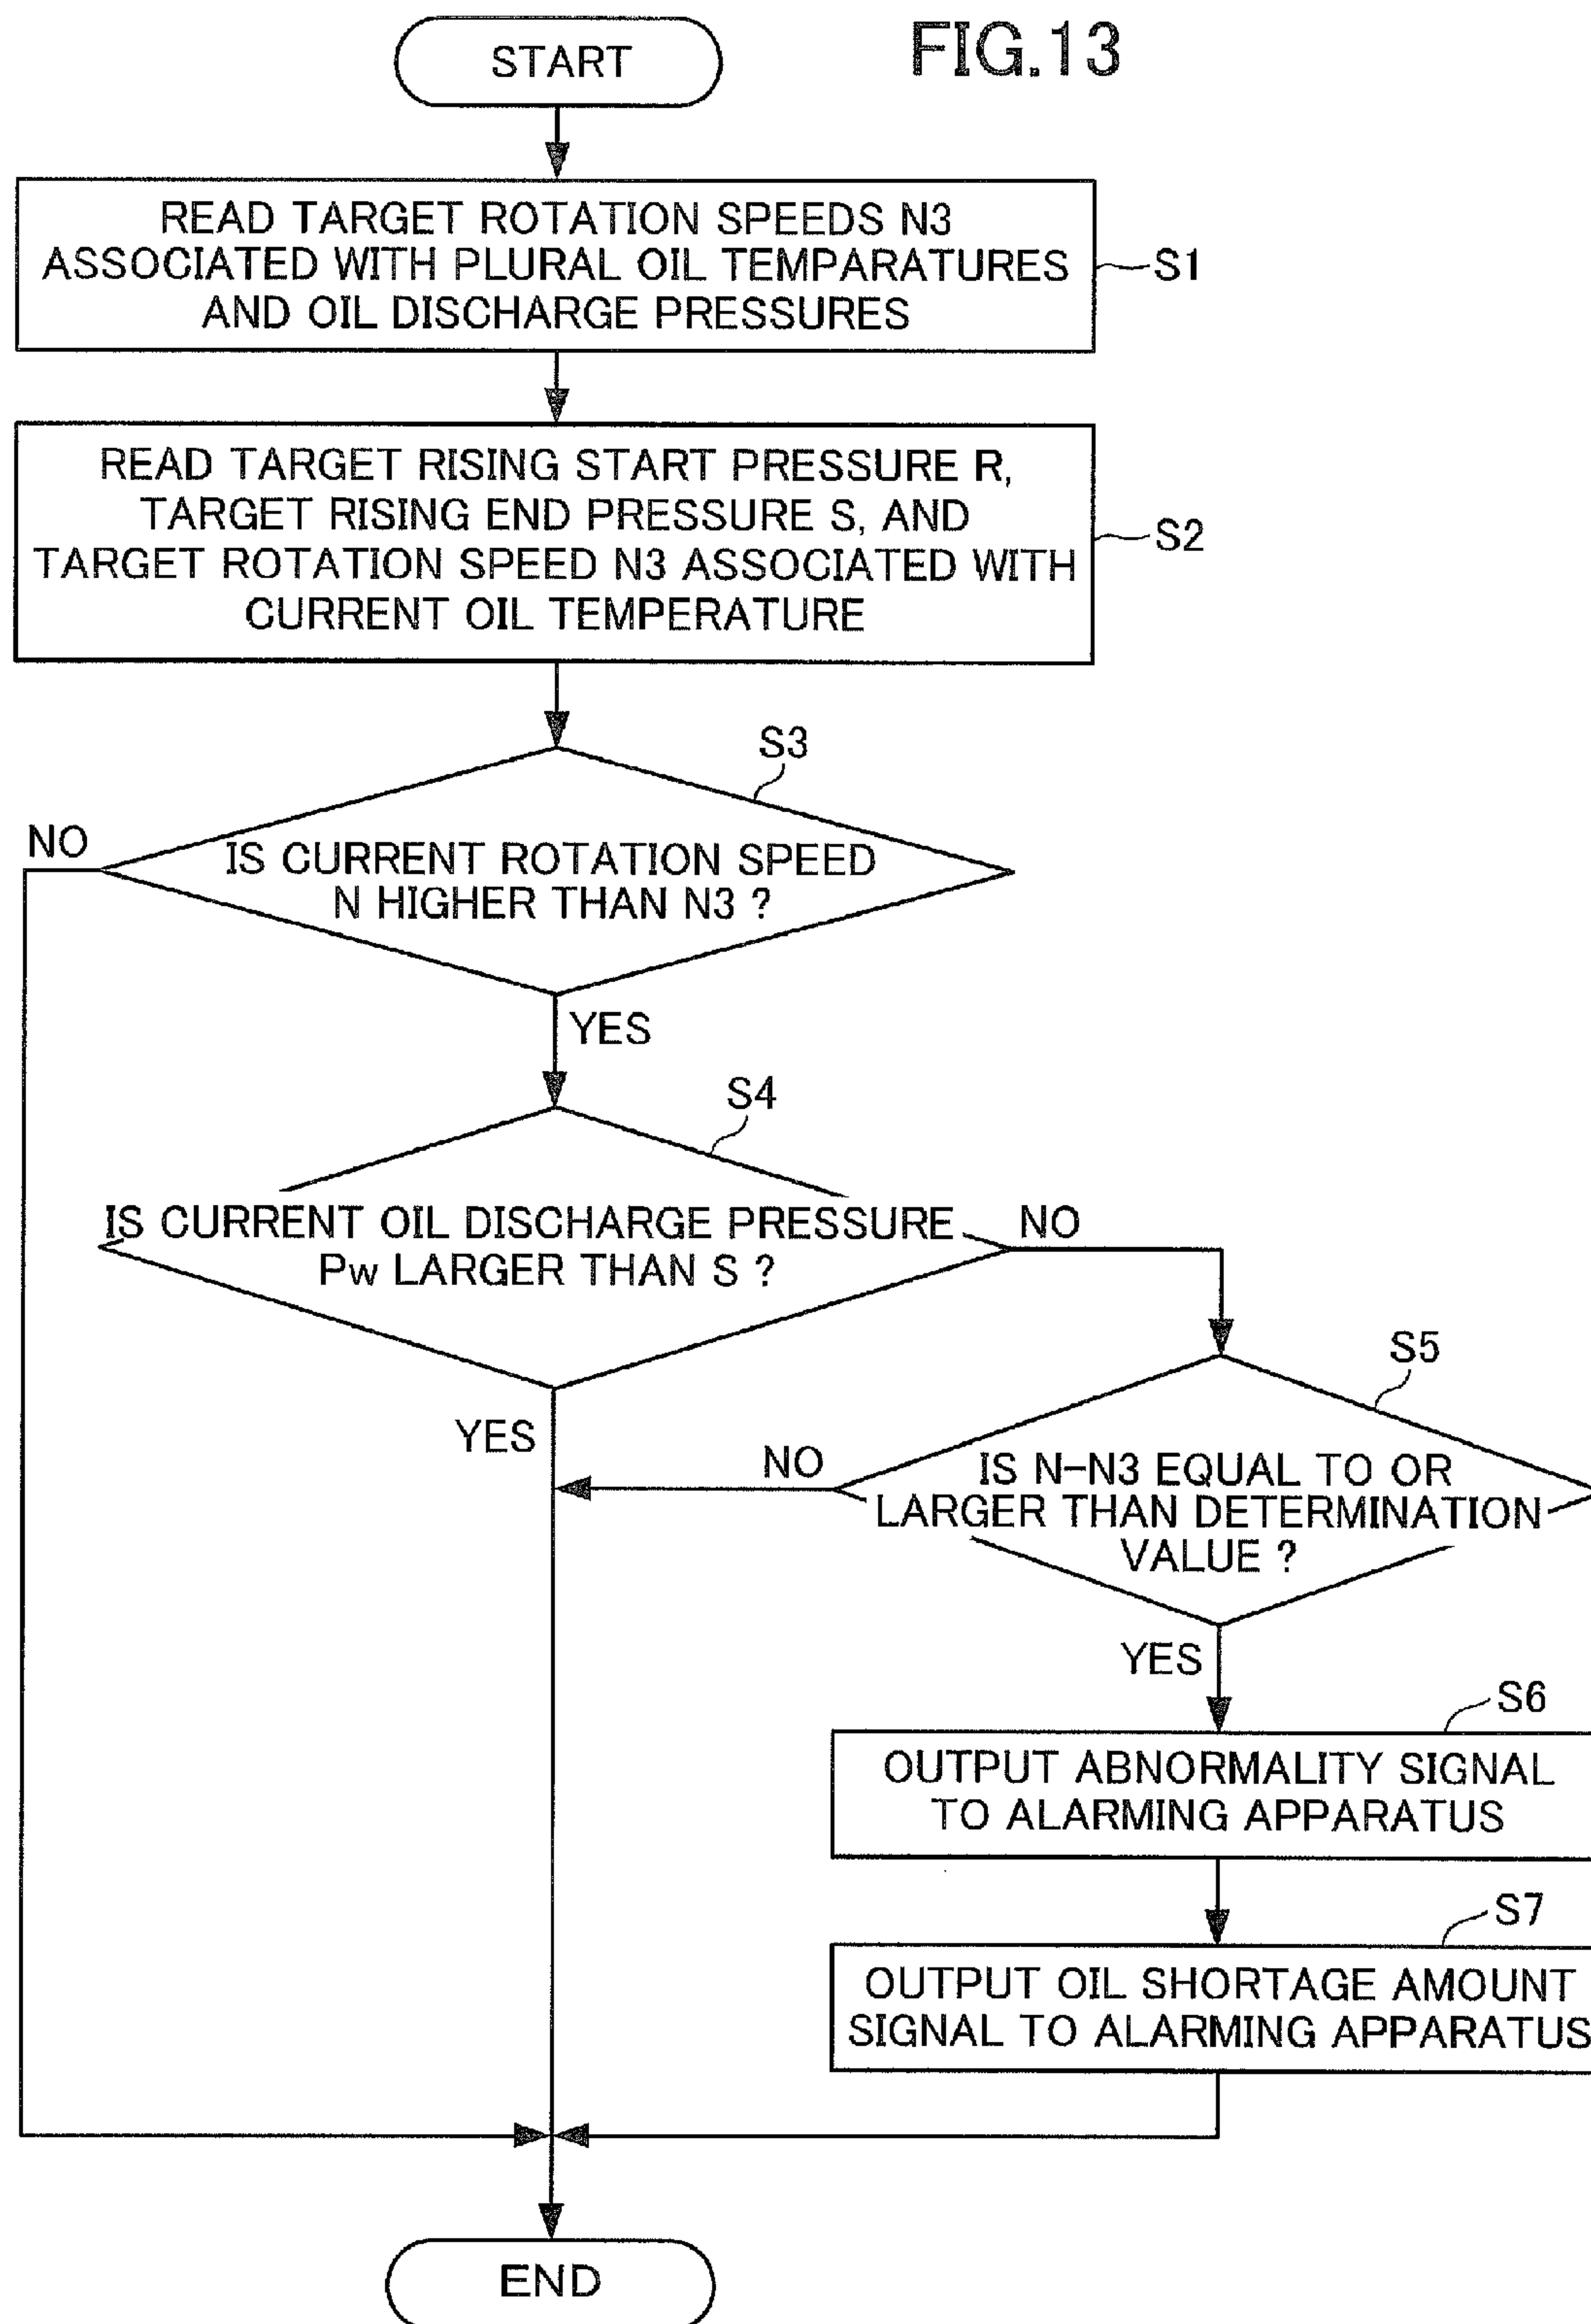 START
FIG.13
READ TARGET ROTATION SPEEDS N3
ASSOCIATED WITH PLURAL OIL TEMPARATURES
AND OIL DISCHARGE PRESSURES
S1
READ TARGET RISING START PRESSURE R,
TARGET RISING END PRESSURE S, AND
TARGET ROTATION SPEED N3 ASSOCIATED WITH
CURRENT OIL TEMPERATURE
S2
S3
NO
IS CURRENT ROTATION SPEED
N HIGHER THAN N3 ?
YES
S4
IS CURRENT OIL DISCHARGE PRESSURE
Pw LARGER THAN S ?
NO
S5
YES
NO
IS N-N3 EQUAL TO OR
LARGER THAN DETERMINATION
VALUE ?
YES
S6
OUTPUT ABNORMALITY SIGNAL
TO ALARMING APPARATUS
S7
OUTPUT OIL SHORTAGE AMOUNT
SIGNAL TO ALARMING APPARATUS
END